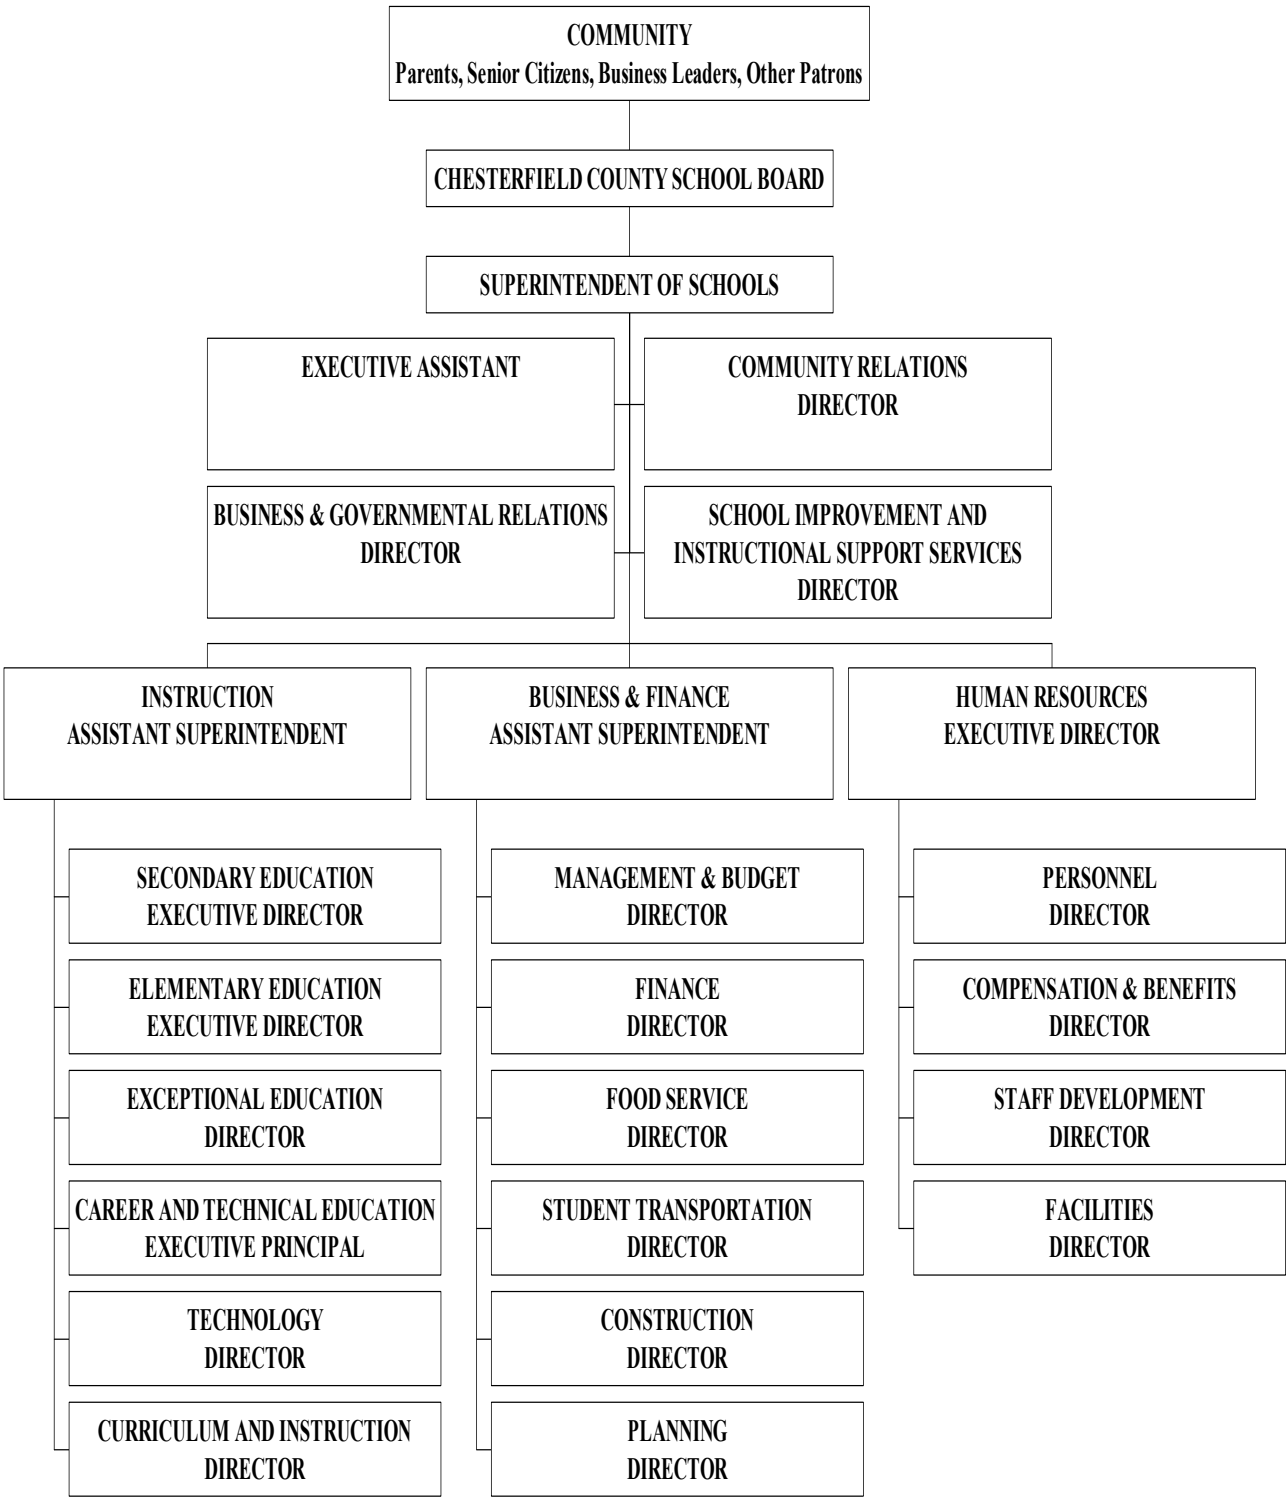 COMMUNITY
Parents, Senior Citizens, Business Leaders, Other Patrons
CHESTERFIELD COUNTY SCHOOL BOARD
SUPERINTENDENT OF SCHOOLS
EXECUTIVE ASSISTANT
COMMUNITY RELATIONS
DIRECTOR
BUSINESS & GOVERNMENTAL RELATIONS
DIRECTOR
SCHOOL IMPROVEMENT AND
INSTRUCTIONAL SUPPORT SERVICES
DIRECTOR
INSTRUCTION
ASSISTANT SUPERINTENDENT
BUSINESS & FINANCE
ASSISTANT SUPERINTENDENT
HUMAN RESOURCES
EXECUTIVE DIRECTOR
SECONDARY EDUCATION
EXECUTIVE DIRECTOR
ELEMENTARY EDUCATION
EXECUTIVE DIRECTOR
EXCEPTIONAL EDUCATION
DIRECTOR
CAREER AND TECHNICAL EDUCATION
EXECUTIVE PRINCIPAL
TECHNOLOGY
DIRECTOR
CURRICULUM AND INSTRUCTION
DIRECTOR
MANAGEMENT & BUDGET
DIRECTOR
FINANCE
DIRECTOR
FOOD SERVICE
DIRECTOR
STUDENT TRANSPORTATION
DIRECTOR
CONSTRUCTION
DIRECTOR
PLANNING
DIRECTOR
PERSONNEL
DIRECTOR
COMPENSATION & BENEFITS
DIRECTOR
STAFF DEVELOPMENT
DIRECTOR
FACILITIES
DIRECTOR